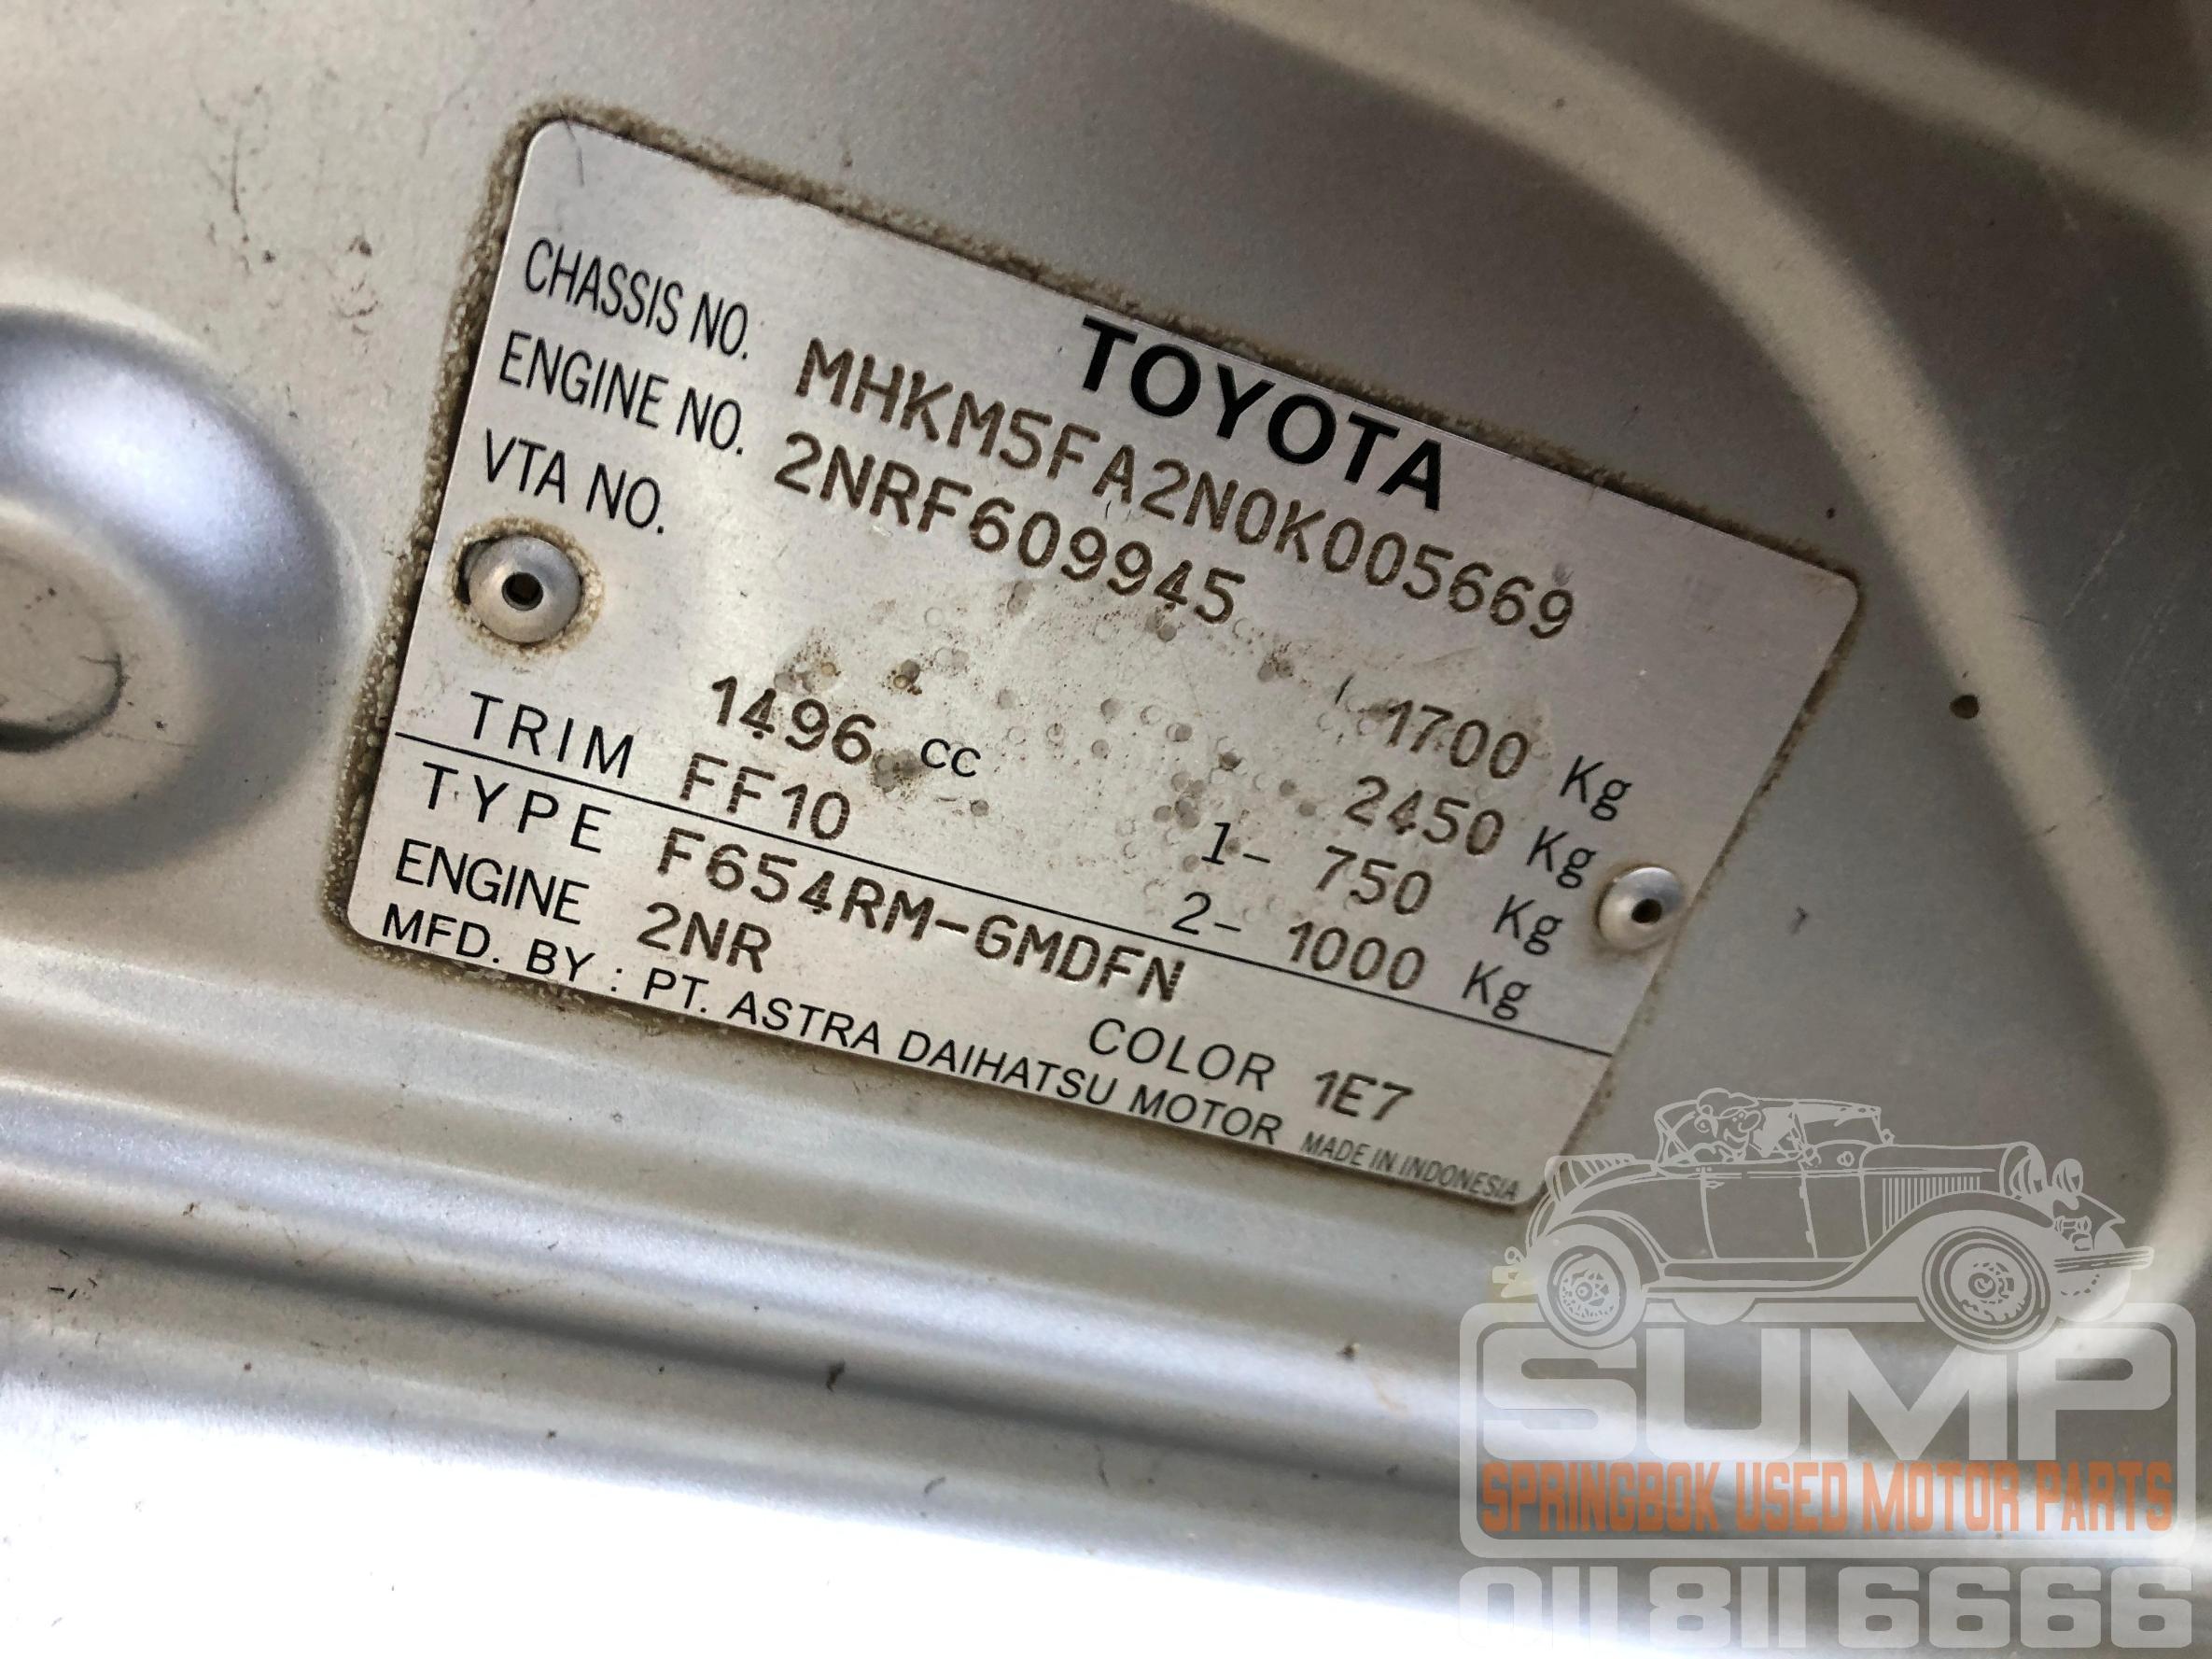 TOYOTA
CHASSIS NO. MHKM5FA2N0K005669
ENGINE NO. 2NRF609945
VTA NO.
1700 Kg
1496 cc 2450 Kg
TRIM FF10 1- 750 Kg
2- 1000 Kg
TYPE F654RM-GMDFN
ENGINE 2NR COLOR 1E7
MFD. BY : PT. ASTRA DAIHATSU MOTOR MADE IN INDONESIA
SUMP
SPRINGBOK USED MOTOR PARTS
011 811 6666